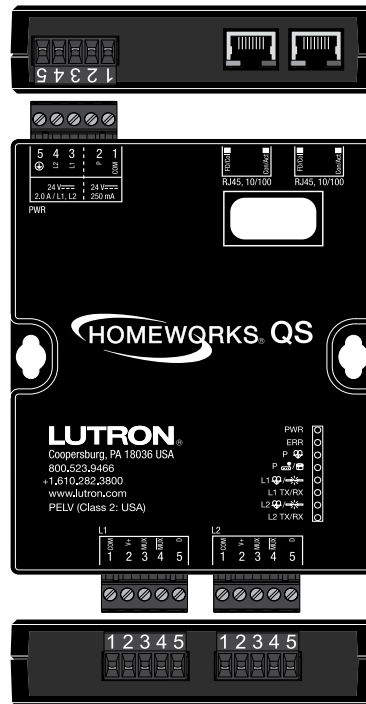 5 4 3 2 1
5 4 3 2 1
L2 L1 P COM
24 V 24 V
2.0 A / L1, L2 250 mA
PWR
FD/Col Con/Act FD/Col Con/Act
RJ45, 10/100 RJ45, 10/100
HOMEWORKS® QS
LUTRON®
Coopersburg, PA 18036 USA
800.523.9466
+1.610.282.3800
www.lutron.com
PELV (Class 2: USA)
PWR
ERR
P
P /
L1 /
L1 TX/RX
L2 /
L2 TX/RX
L1 L2
COM V+ MUX MUX D COM V+ MUX MUX D
1 2 3 4 5 1 2 3 4 5
1 2 3 4 5 1 2 3 4 5